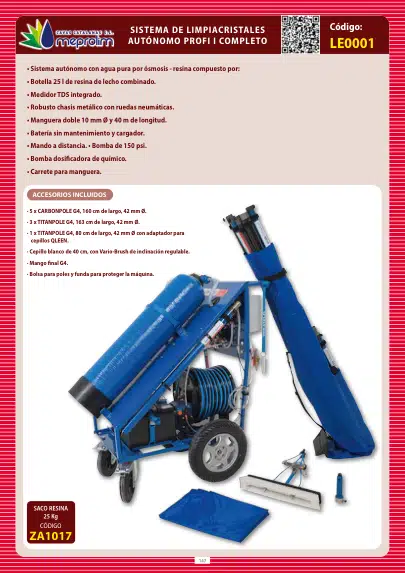 CAVAS CATALANAS S.L.
meprolim
SISTEMA DE LIMPIACRISTALES
AUTÓNOMO PROFI I COMPLETO
Código:
LE0001
• Sistema autónomo con agua pura por ósmosis - resina compuesto por:
• Botella 25 l de resina de lecho combinado.
• Medidor TDS integrado.
• Robusto chasis metálico con ruedas neumáticas.
• Manguera doble 10 mm Ø y 40 m de longitud.
• Batería sin mantenimiento y cargador.
• Mando a distancia. • Bomba de 150 psi.
• Bomba dosificadora de químico.
• Carrete para manguera.
ACCESORIOS INCLUIDOS
· 5 x CARBONPOLE G4, 160 cm de largo, 42 mm Ø.
· 3 x TITANPOLE G4, 163 cm de largo, 42 mm Ø.
· 1 x TITANPOLE G4, 80 cm de largo, 42 mm Ø con adaptador para
cepillos QLEEN.
· Cepillo blanco de 40 cm, con Vario-Brush de inclinación regulable.
· Mango final G4.
· Bolsa para poles y funda para proteger la máquina.
SACO RESINA
25 Kg
CÓDIGO
ZA1017